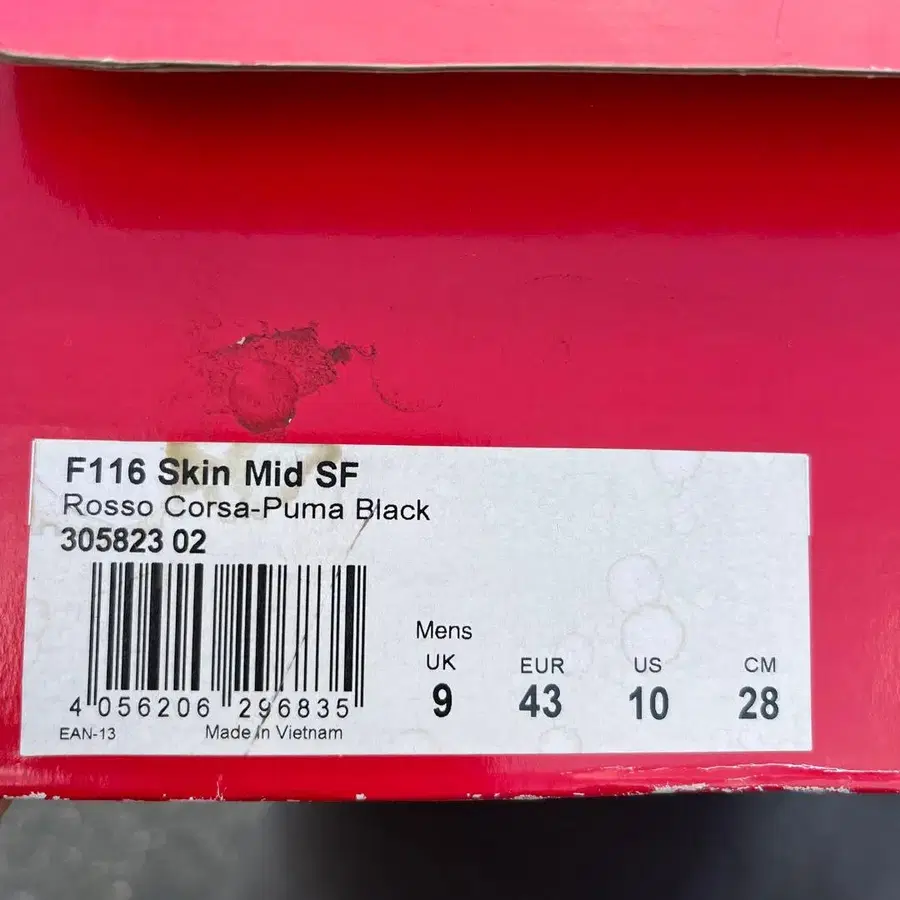 F116 Skin Mid SF
Rosso Corsa-Puma Black
305823 02
4 056206 296835
EAN-13 Made in Vietnam
Mens
UK EUR US CM
9 43 10 28